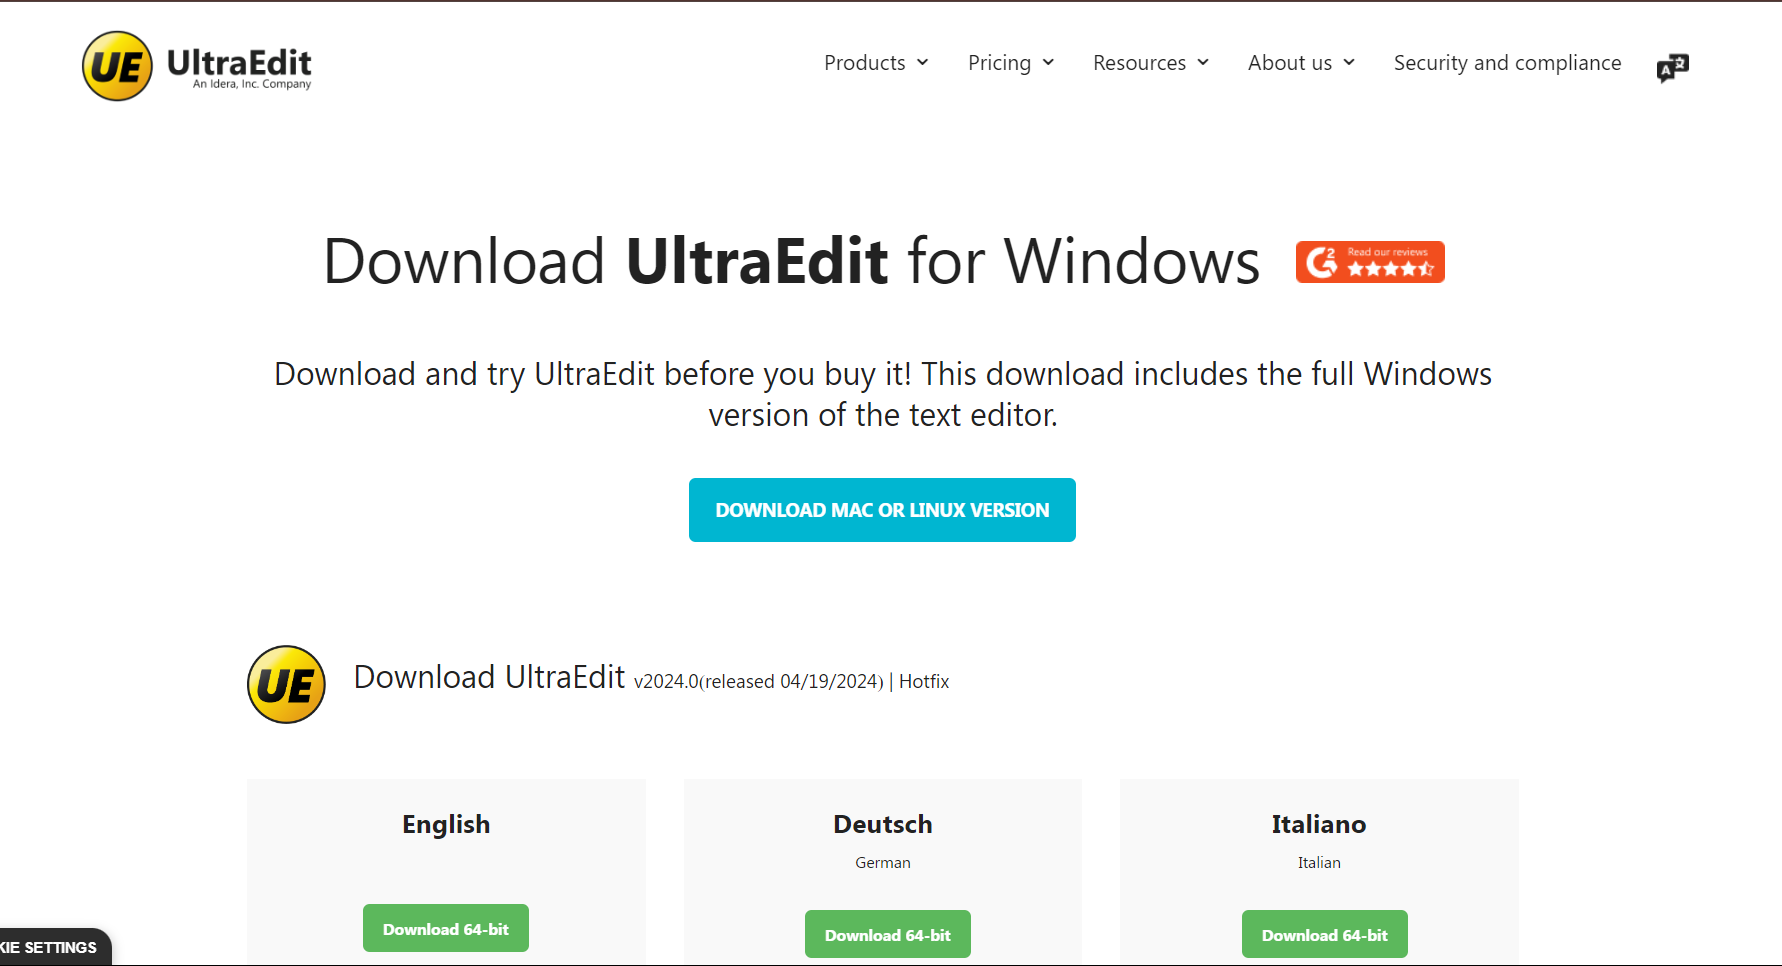 UE UltraEdit
An Idera, Inc. Company
Products Pricing Resources About us Security and compliance
A
Download UltraEdit for Windows
G2 Read our reviews
Download and try UltraEdit before you buy it! This download includes the full Windows
version of the text editor.
DOWNLOAD MAC OR LINUX VERSION
UE Download UltraEdit v2024.0(released 04/19/2024) | Hotfix
English
Download 64-bit
Deutsch
German
Download 64-bit
Italiano
Italian
Download 64-bit
KIE SETTINGS